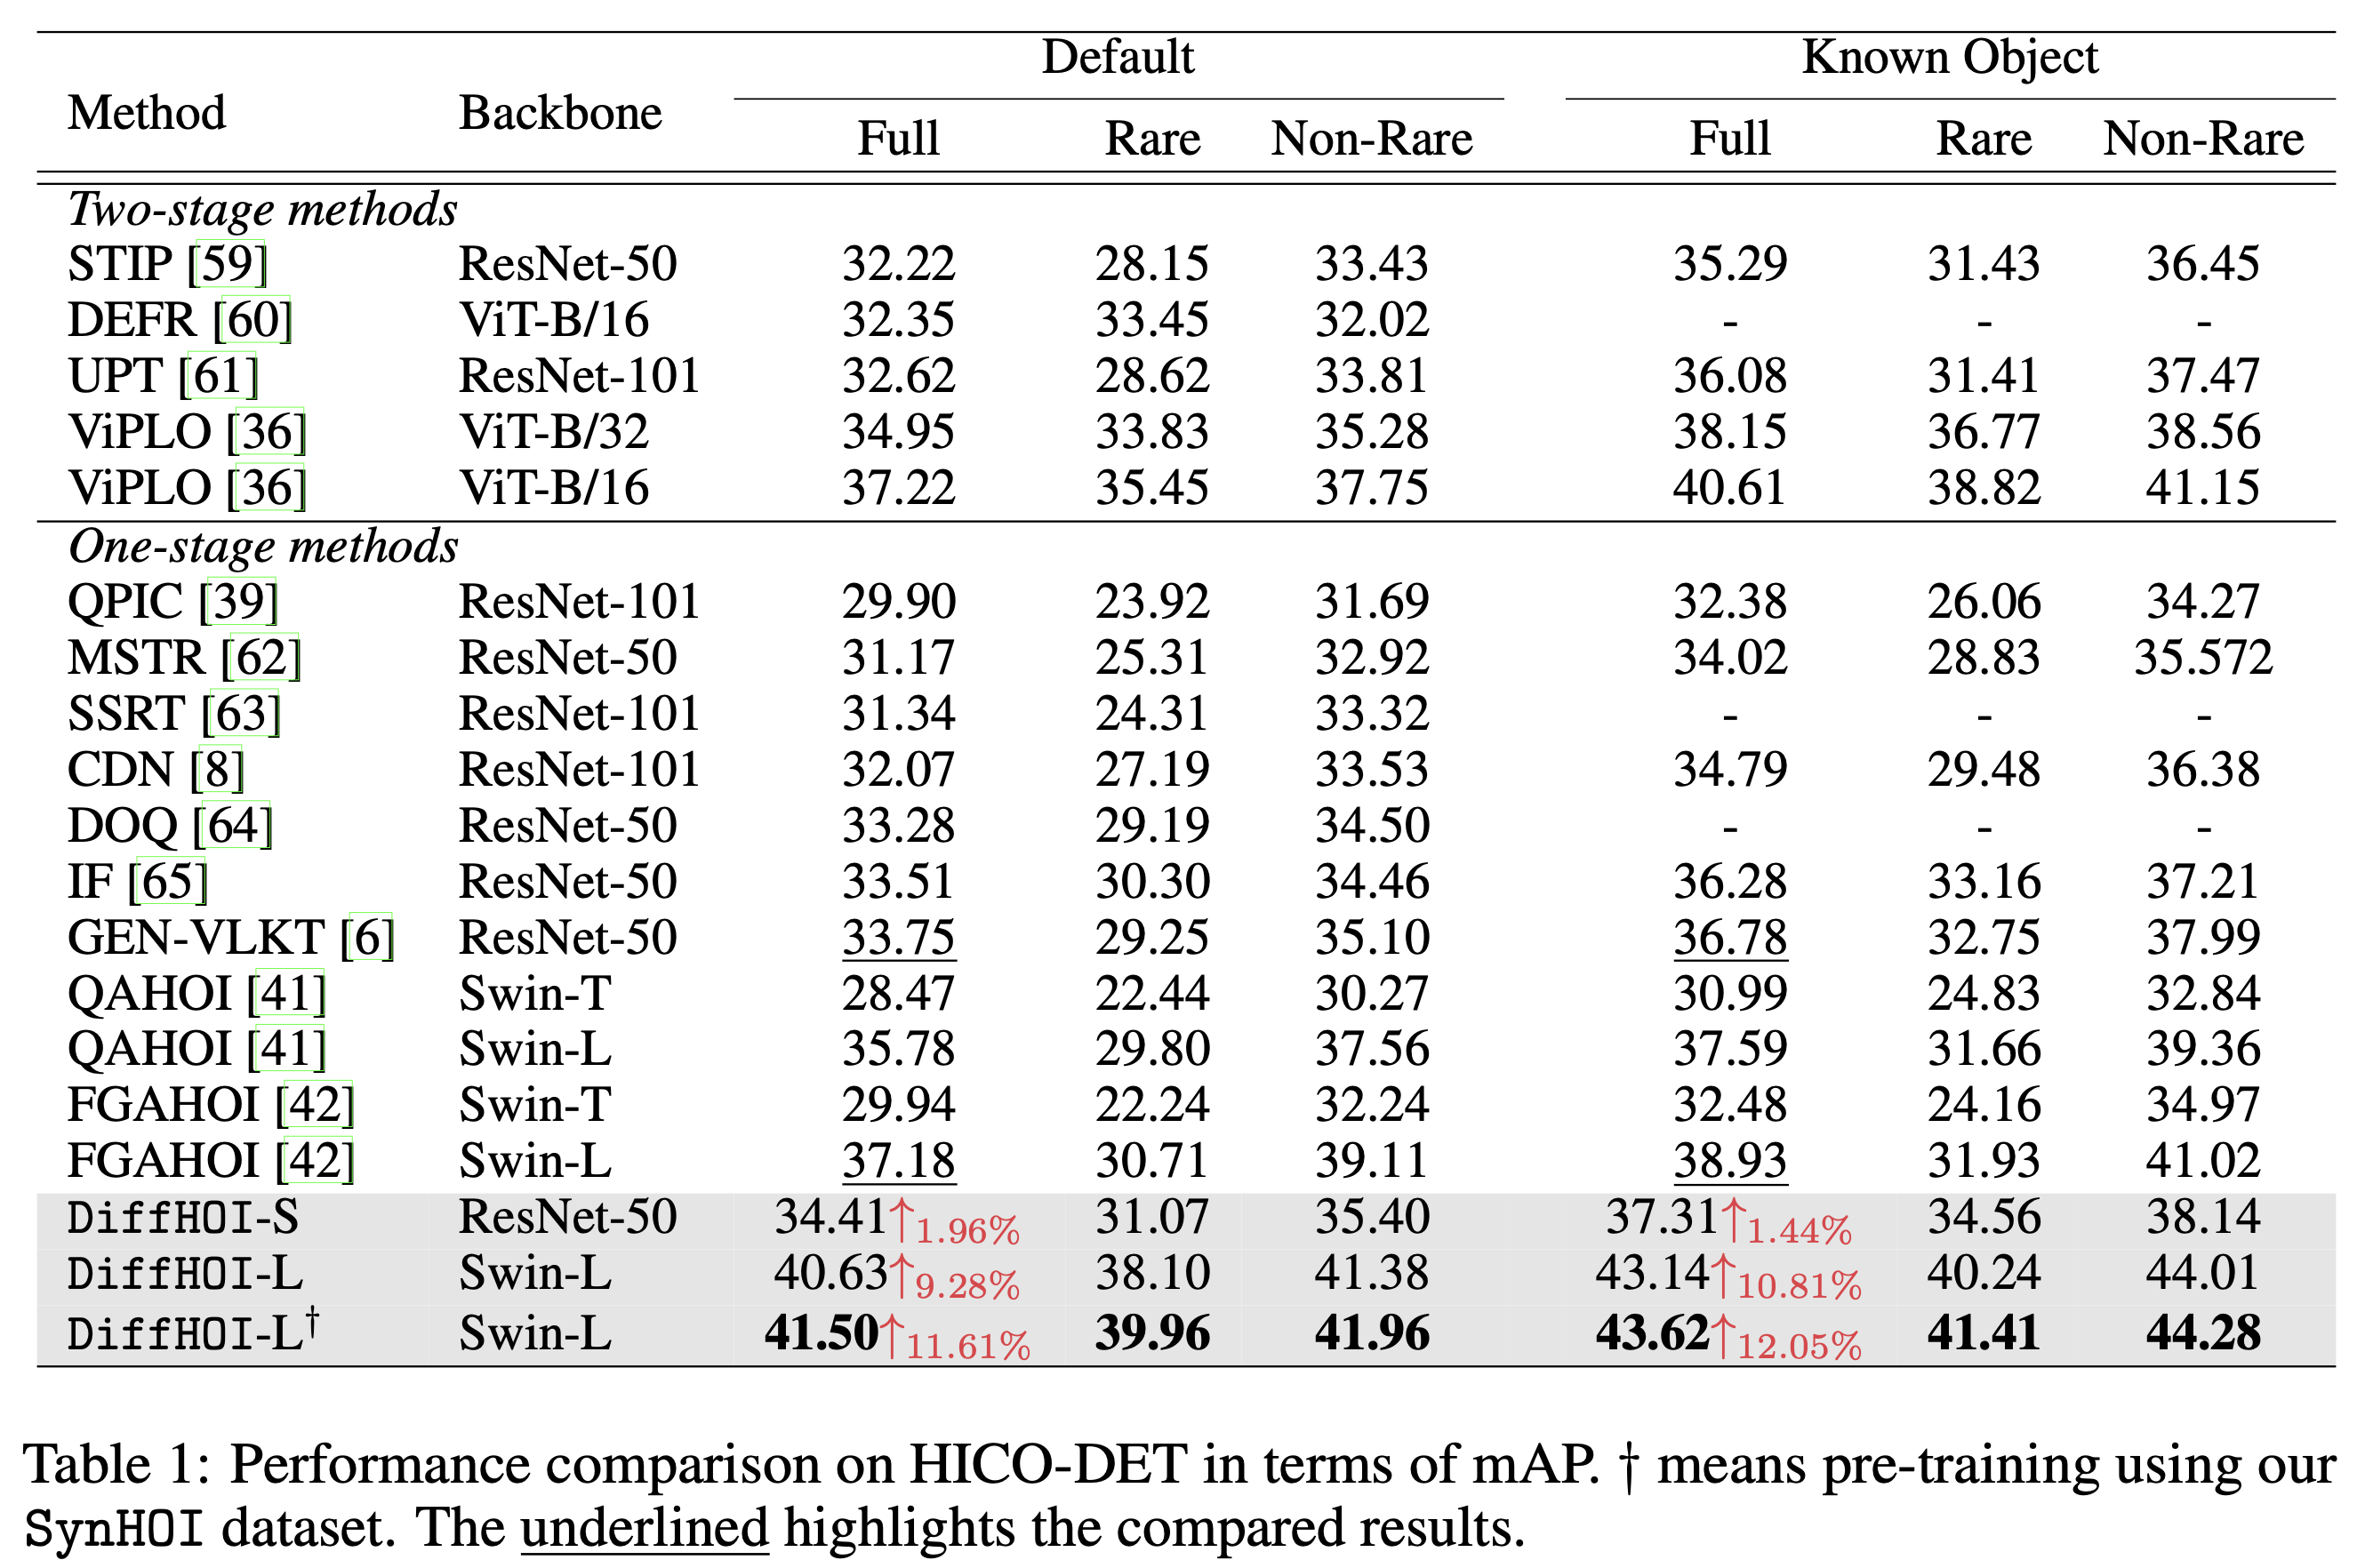 Default Known Object
Method Backbone
Full Rare Non-Rare Full Rare Non-Rare
Two-stage methods
STIP [59] ResNet-50 32.22 28.15 33.43 35.29 31.43 36.45
DEFR [60] ViT-B/16 32.35 33.45 32.02 - - -
UPT [61] ResNet-101 32.62 28.62 33.81 36.08 31.41 37.47
ViPLO [36] ViT-B/32 34.95 33.83 35.28 38.15 36.77 38.56
ViPLO [36] ViT-B/16 37.22 35.45 37.75 40.61 38.82 41.15
One-stage methods
QPIC [39] ResNet-101 29.90 23.92 31.69 32.38 26.06 34.27
MSTR [62] ResNet-50 31.17 25.31 32.92 34.02 28.83 35.572
SSRT [63] ResNet-101 31.34 24.31 33.32 - - -
CDN [8] ResNet-101 32.07 27.19 33.53 34.79 29.48 36.38
DOQ [64] ResNet-50 33.28 29.19 34.50 - - -
IF [65] ResNet-50 33.51 30.30 34.46 36.28 33.16 37.21
GEN-VLKT [6] ResNet-50 33.75 29.25 35.10 36.78 32.75 37.99
QAHOI [41] Swin-T 28.47 22.44 30.27 30.99 24.83 32.84
QAHOI [41] Swin-L 35.78 29.80 37.56 37.59 31.66 39.36
FGAHOI [42] Swin-T 29.94 22.24 32.24 32.48 24.16 34.97
FGAHOI [42] Swin-L 37.18 30.71 39.11 38.93 31.93 41.02
DiffHOI-S ResNet-50 34.41↑1.96% 31.07 35.40 37.31↑1.44% 34.56 38.14
DiffHOI-L Swin-L 40.63↑9.28% 38.10 41.38 43.14↑10.81% 40.24 44.01
DiffHOI-L† Swin-L 41.50↑11.61% 39.96 41.96 43.62↑12.05% 41.41 44.28
Table 1: Performance comparison on HICO-DET in terms of mAP. † means pre-training using our
SynHOI dataset. The underlined highlights the compared results.